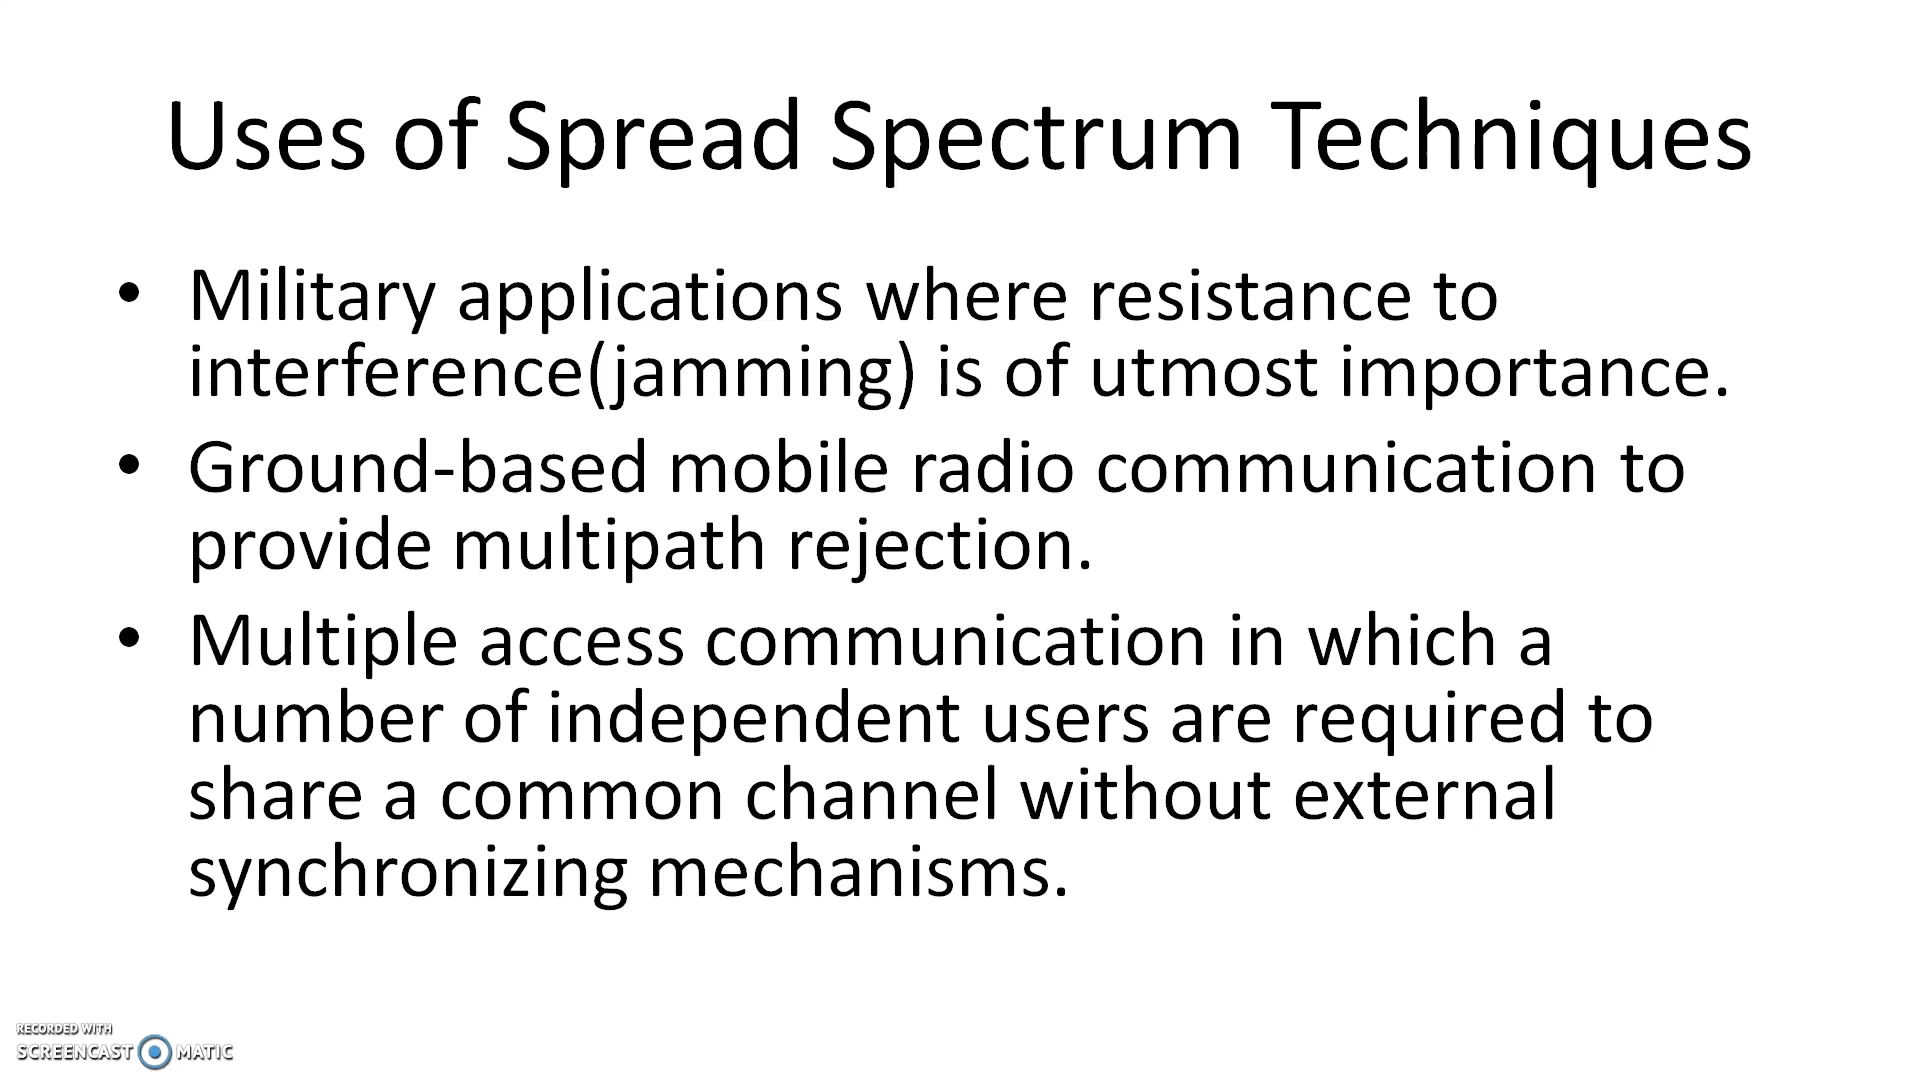 Uses of Spread Spectrum Techniques
• Military applications where resistance to
interference(jamming) is of utmost importance.
• Ground-based mobile radio communication to
provide multipath rejection.
• Multiple access communication in which a
number of independent users are required to
share a common channel without external
synchronizing mechanisms.
RECORDED WITH
SCREENCAST MATIC